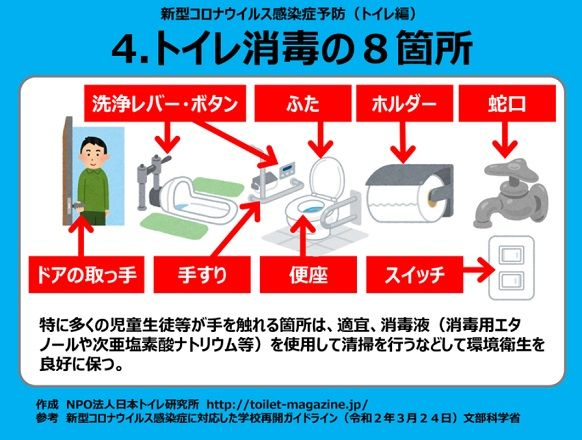 新型コロナウイルス感染症予防（トイレ編）
4.トイレ消毒の８箇所
洗浄レバー・ボタン
ふた
ホルダー
蛇口
ドアの取っ手
手すり
便座
スイッチ
特に多くの児童生徒等が手を触れる箇所は、適宜、消毒液（消毒用エタ
ノールや次亜塩素酸ナトリウム等）を使用して清掃を行うなどして環境衛生を
良好に保つ。
作成 NPO法人日本トイレ研究所 http://toilet-magazine.jp/
参考 新型コロナウイルス感染症に対応した学校再開ガイドライン（令和２年３月２４日）文部科学省